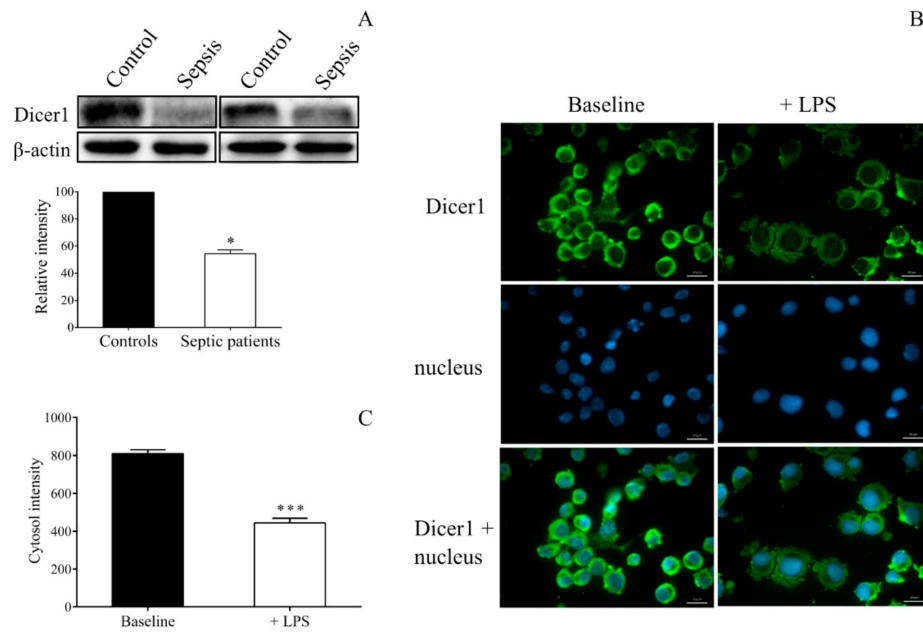 A
Control
Sepsis
Control
Sepsis
Dicer1
β-actin
100
80
60
40
20
0
Relative intensity
*
Controls
Septic patients
B
Baseline
+ LPS
Dicer1
nucleus
Dicer1 +
nucleus
C
1000
800
600
400
200
0
Cytosol intensity
***
Baseline
+ LPS